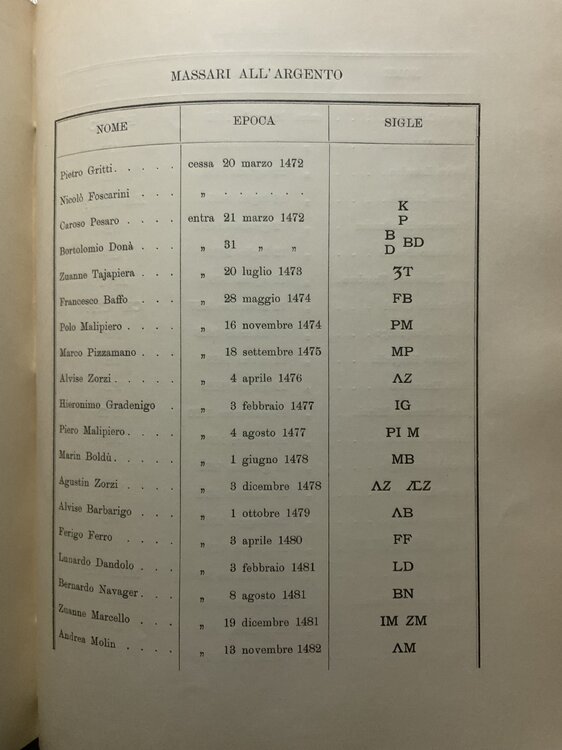 MASSARI ALL'ARGENTO
NOME EPOCA SIGLE
Pietro Gritti . . . . . cessa 20 marzo 1472
Nicolò Foscarini . . . „ . . . . . .
Caroso Pesaro . . . . entra 21 marzo 1472 K P
Bortolomio Donà . . . „ 31 „ „ B D BD
Zuanne Tajapiera . . . „ 20 luglio 1473 ƷT
Francesco Baffo . . . „ 28 maggio 1474 FB
Polo Malipiero . . . . „ 16 novembre 1474 PM
Marco Pizzamano . . . „ 18 settembre 1475 MP
Alvise Zorzi . . . . . „ 4 aprile 1476 ΛZ
Hieronimo Gradenigo . „ 3 febbraio 1477 IG
Piero Malipiero . . . . „ 4 agosto 1477 PI M
Marin Boldù . . . . . „ 1 giugno 1478 MB
Agustin Zorzi . . . . „ 3 dicembre 1478 ΛZ ÆZ
Alvise Barbarigo . . . „ 1 ottobre 1479 ΛB
Ferigo Ferro . . . . „ 3 aprile 1480 FF
Lunardo Dandolo . . . „ 3 febbraio 1481 LD
Bernardo Navager . . . „ 8 agosto 1481 BN
Zuanne Marcello . . . „ 19 dicembre 1481 IM ZM
Andrea Molin . . . . „ 13 novembre 1482 ΛM